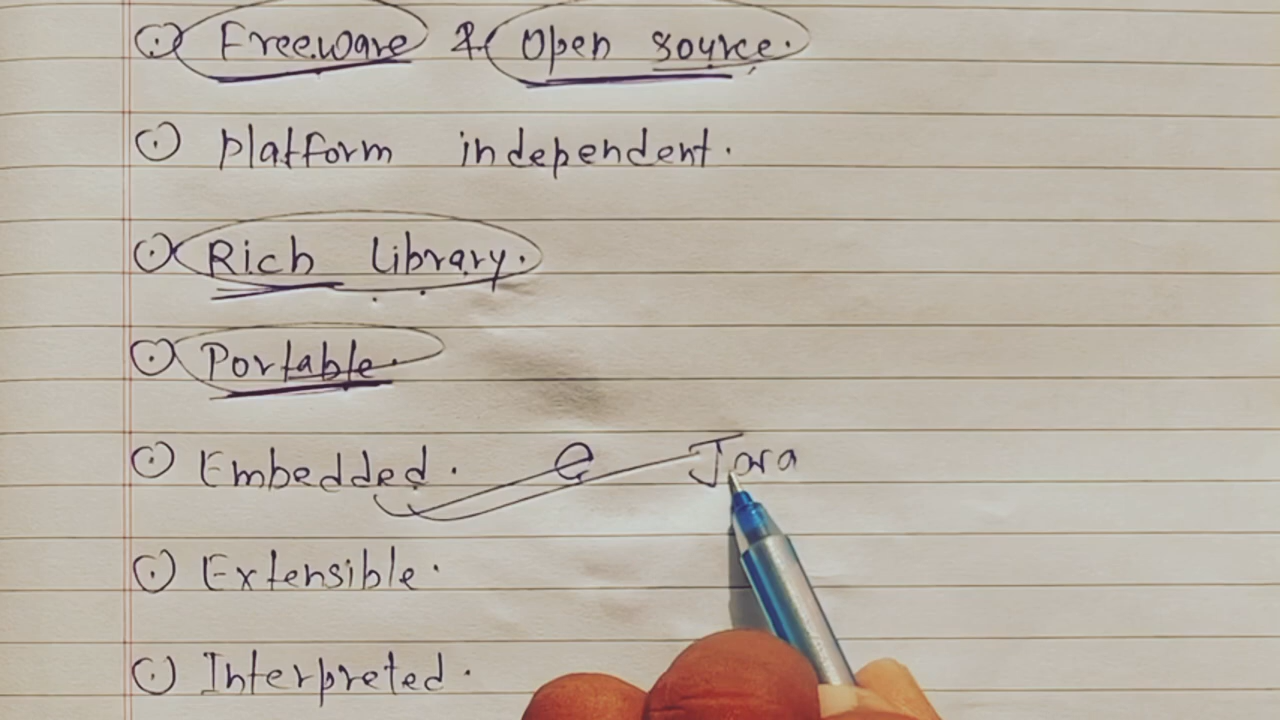 Freeware & Open source.
Platform independent.
Rich Library.
Portable.
Embedded. C Java
Extensible.
Interpreted.